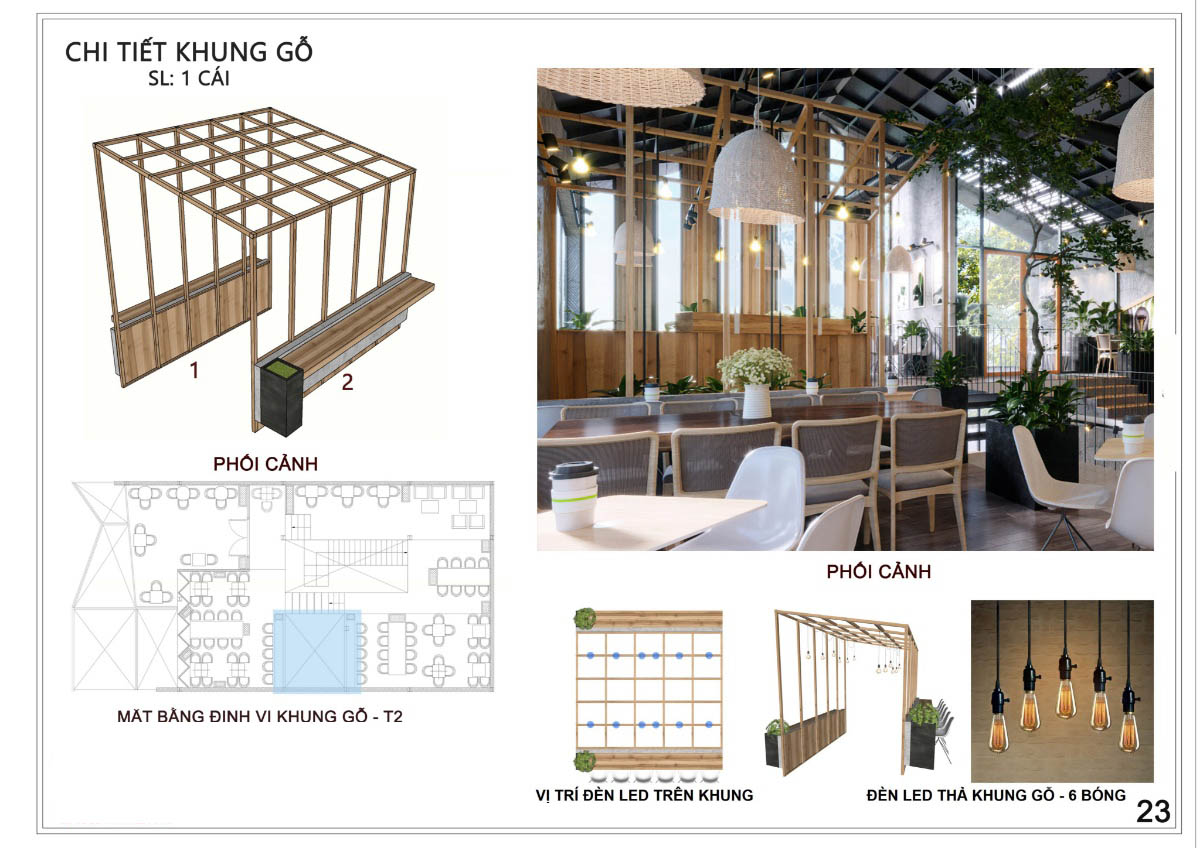 CHI TIẾT KHUNG GỖ
SL: 1 CÁI
1
2
PHỐI CẢNH
MẶT BẰNG ĐỊNH VỊ KHUNG GỖ - T2
PHỐI CẢNH
VỊ TRÍ ĐÈN LED TRÊN KHUNG
ĐÈN LED THẢ KHUNG GỖ - 6 BÓNG
23